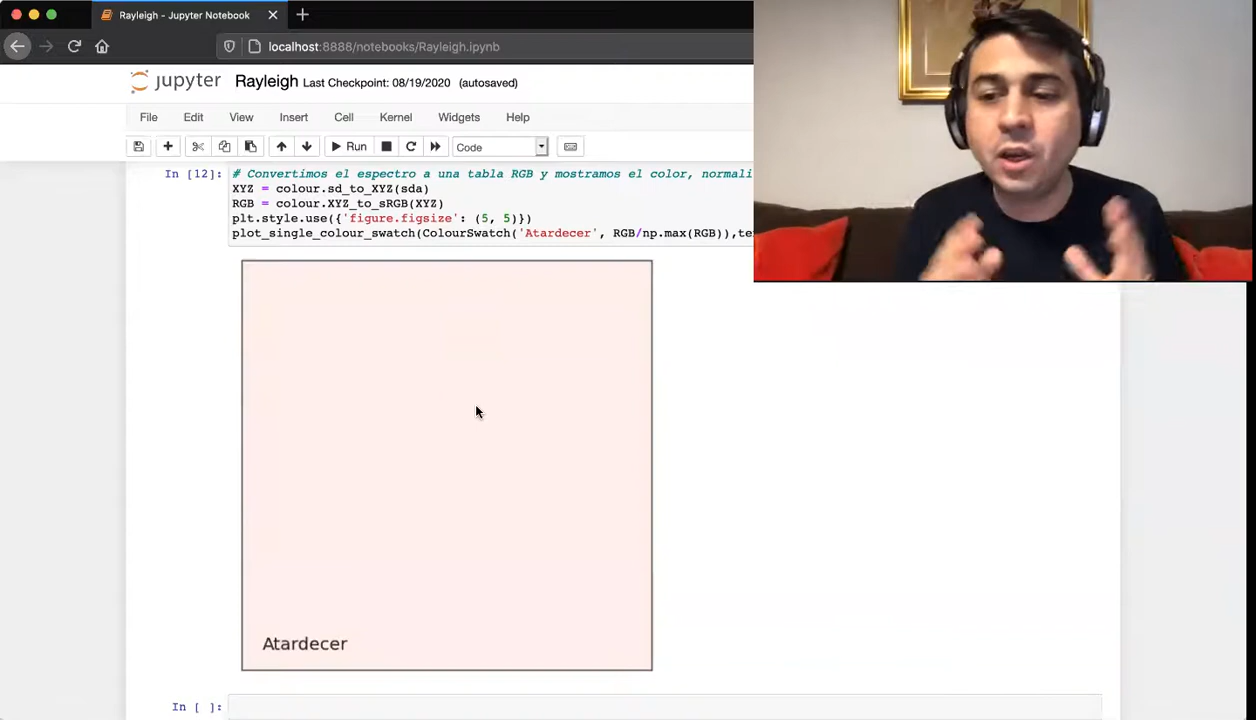 Rayleigh - Jupyter Notebook
localhost:8888/notebooks/Rayleigh.ipynb
jupyter Rayleigh Last Checkpoint: 08/19/2020 (autosaved)
File Edit View Insert Cell Kernel Widgets Help
Run Code
In [12]: # Convertimos el espectro a una tabla RGB y mostramos el color, normali
XYZ = colour.sd_to_XYZ(sda)
RGB = colour.XYZ_to_sRGB(XYZ)
plt.style.use({'figure.figsize': (5, 5)})
plot_single_colour_swatch(ColourSwatch('Atardecer', RGB/np.max(RGB)),te
Atardecer
In [ ]: